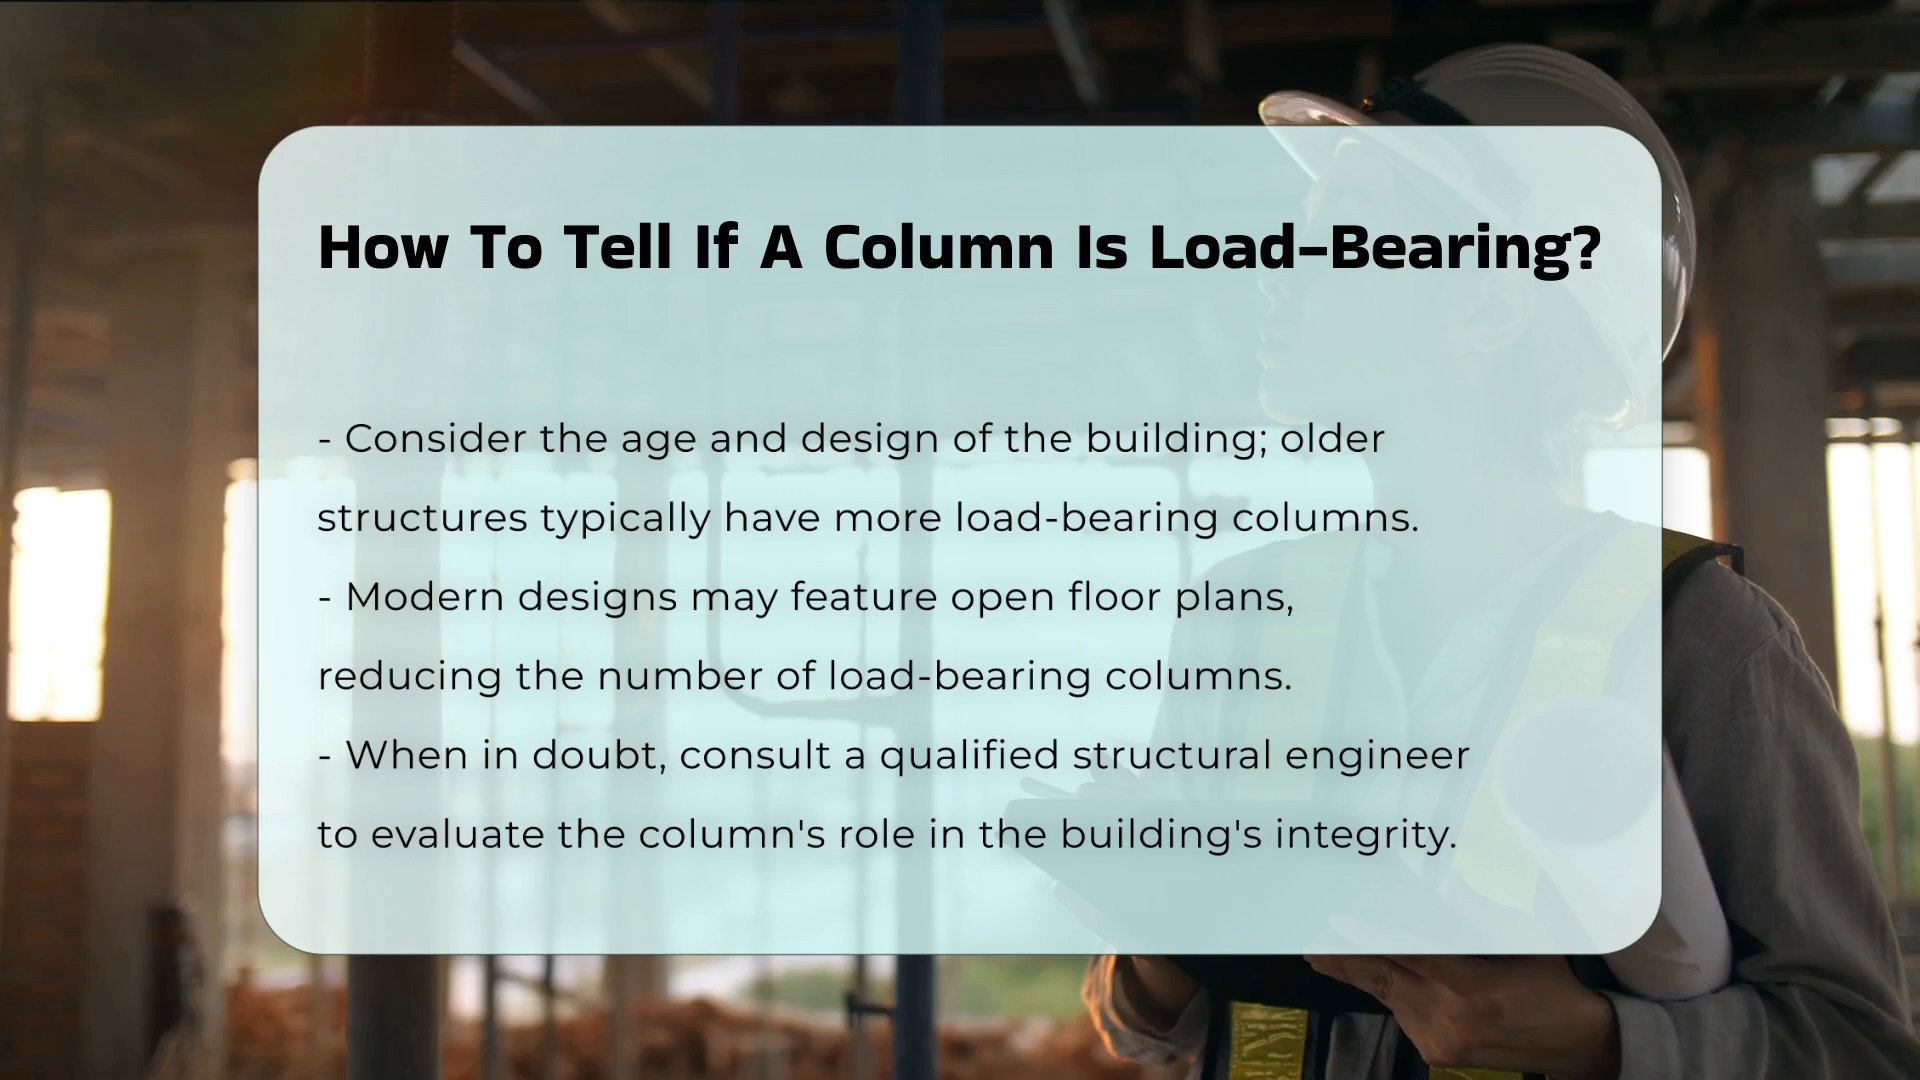 How To Tell If A Column Is Load-Bearing?
- Consider the age and design of the building; older
structures typically have more load-bearing columns.
- Modern designs may feature open floor plans,
reducing the number of load-bearing columns.
- When in doubt, consult a qualified structural engineer
to evaluate the column's role in the building's integrity.